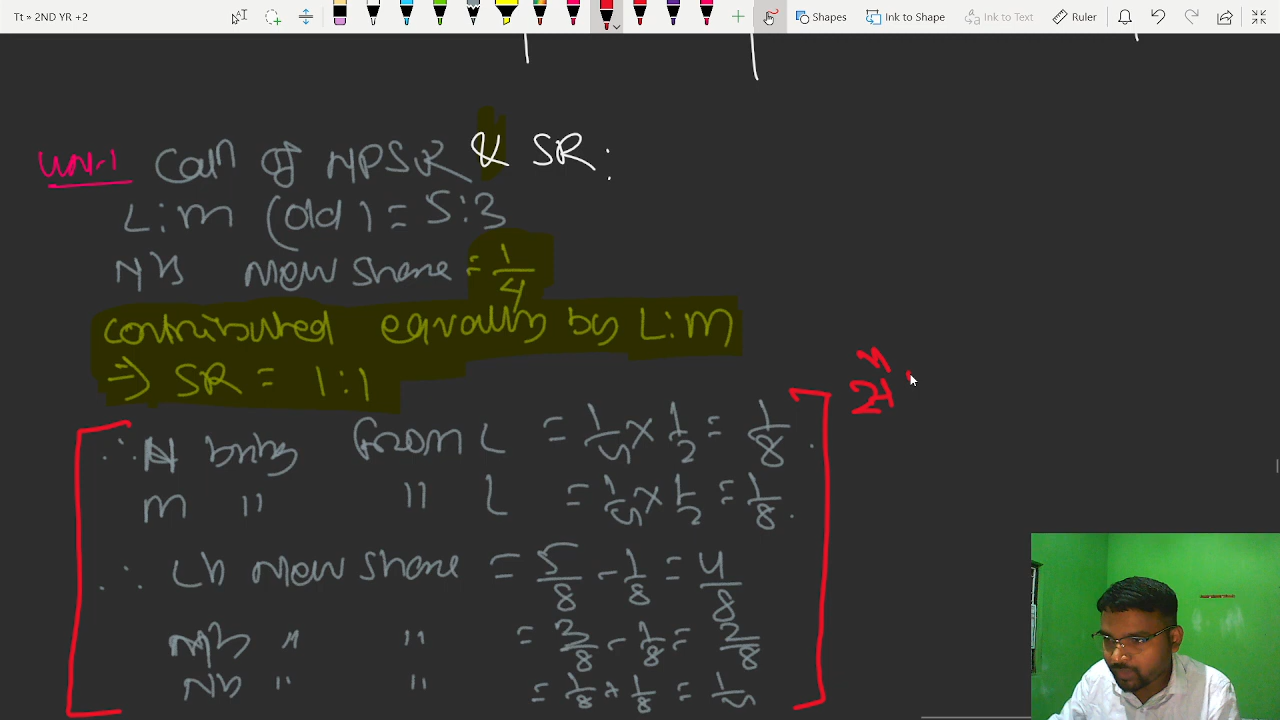 Tt » 2ND YR +2
Shapes Ink to Shape Ink to Text Ruler
WN:1 Caln of NPSR & SR:
L:m (old) = 5:3
N's new share = 1/4
contributed equally by L:m
⇒ SR = 1:1
∴ N bring from L = 1/4 × 1/2 = 1/8.
m " " L = 1/4 × 1/2 = 1/8.
∴ L's new share = 5/8 - 1/8 = 4/8
M's " " = 3/8 - 1/8 = 2/8
N's " " = 1/8 + 1/8 = 1/4